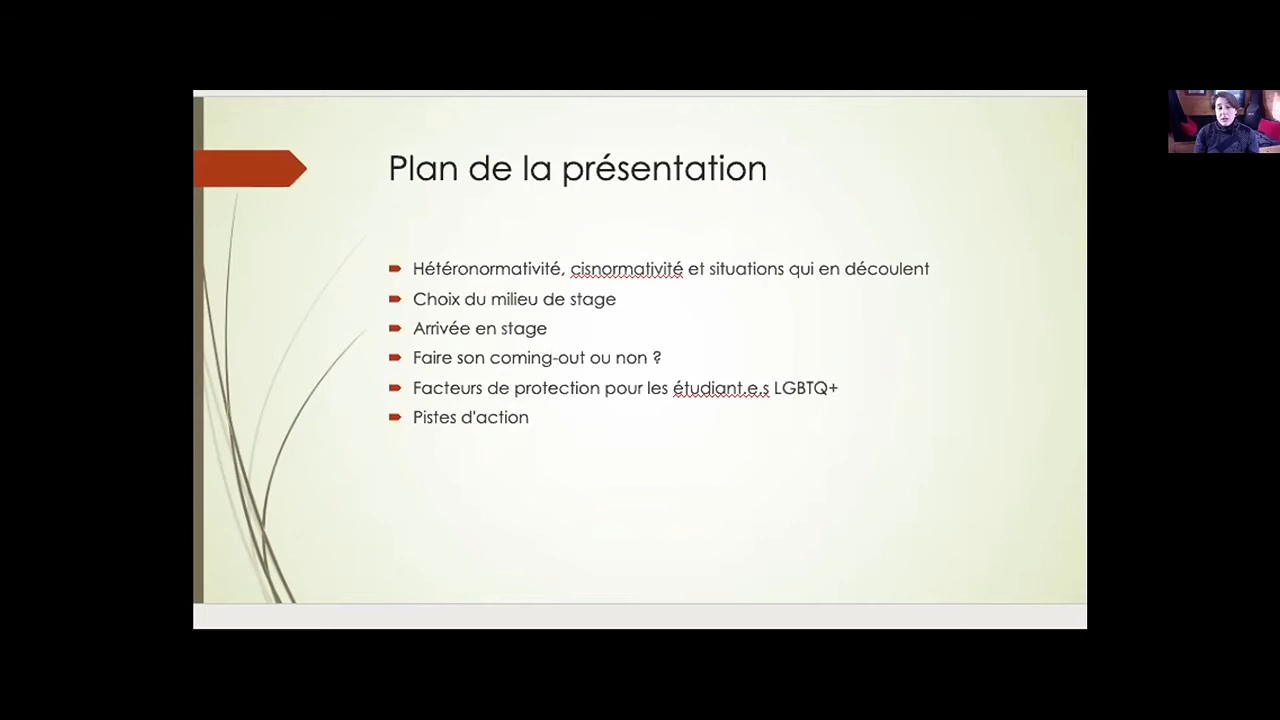 Plan de la présentation
Hétéronormativité, cisnormativité et situations qui en découlent
Choix du milieu de stage
Arrivée en stage
Faire son coming-out ou non ?
Facteurs de protection pour les étudiant.e.s LGBTQ+
Pistes d'action